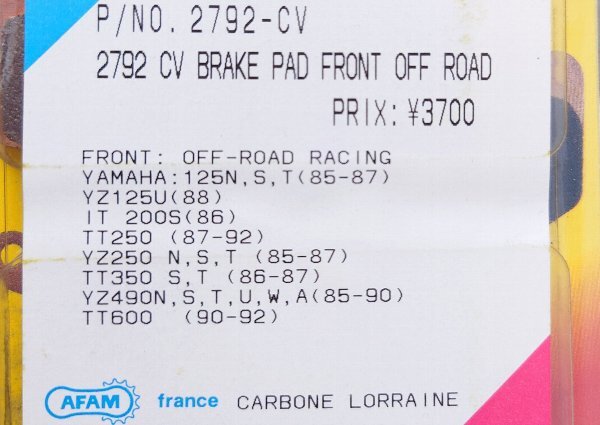 P/NO. 2792-CV
2792 CV BRAKE PAD FRONT OFF ROAD
PRIX: ¥3700
FRONT: OFF-ROAD RACING
YAMAHA:125N,S,T(85-87)
YZ125U(88)
IT 200S(86)
TT250 (87-92)
YZ250 N,S,T (85-87)
TT350 S,T (86-87)
YZ490N,S,T,U,W,A(85-90)
TT600 (90-92)
AFAM france CARBONE LORRAINE